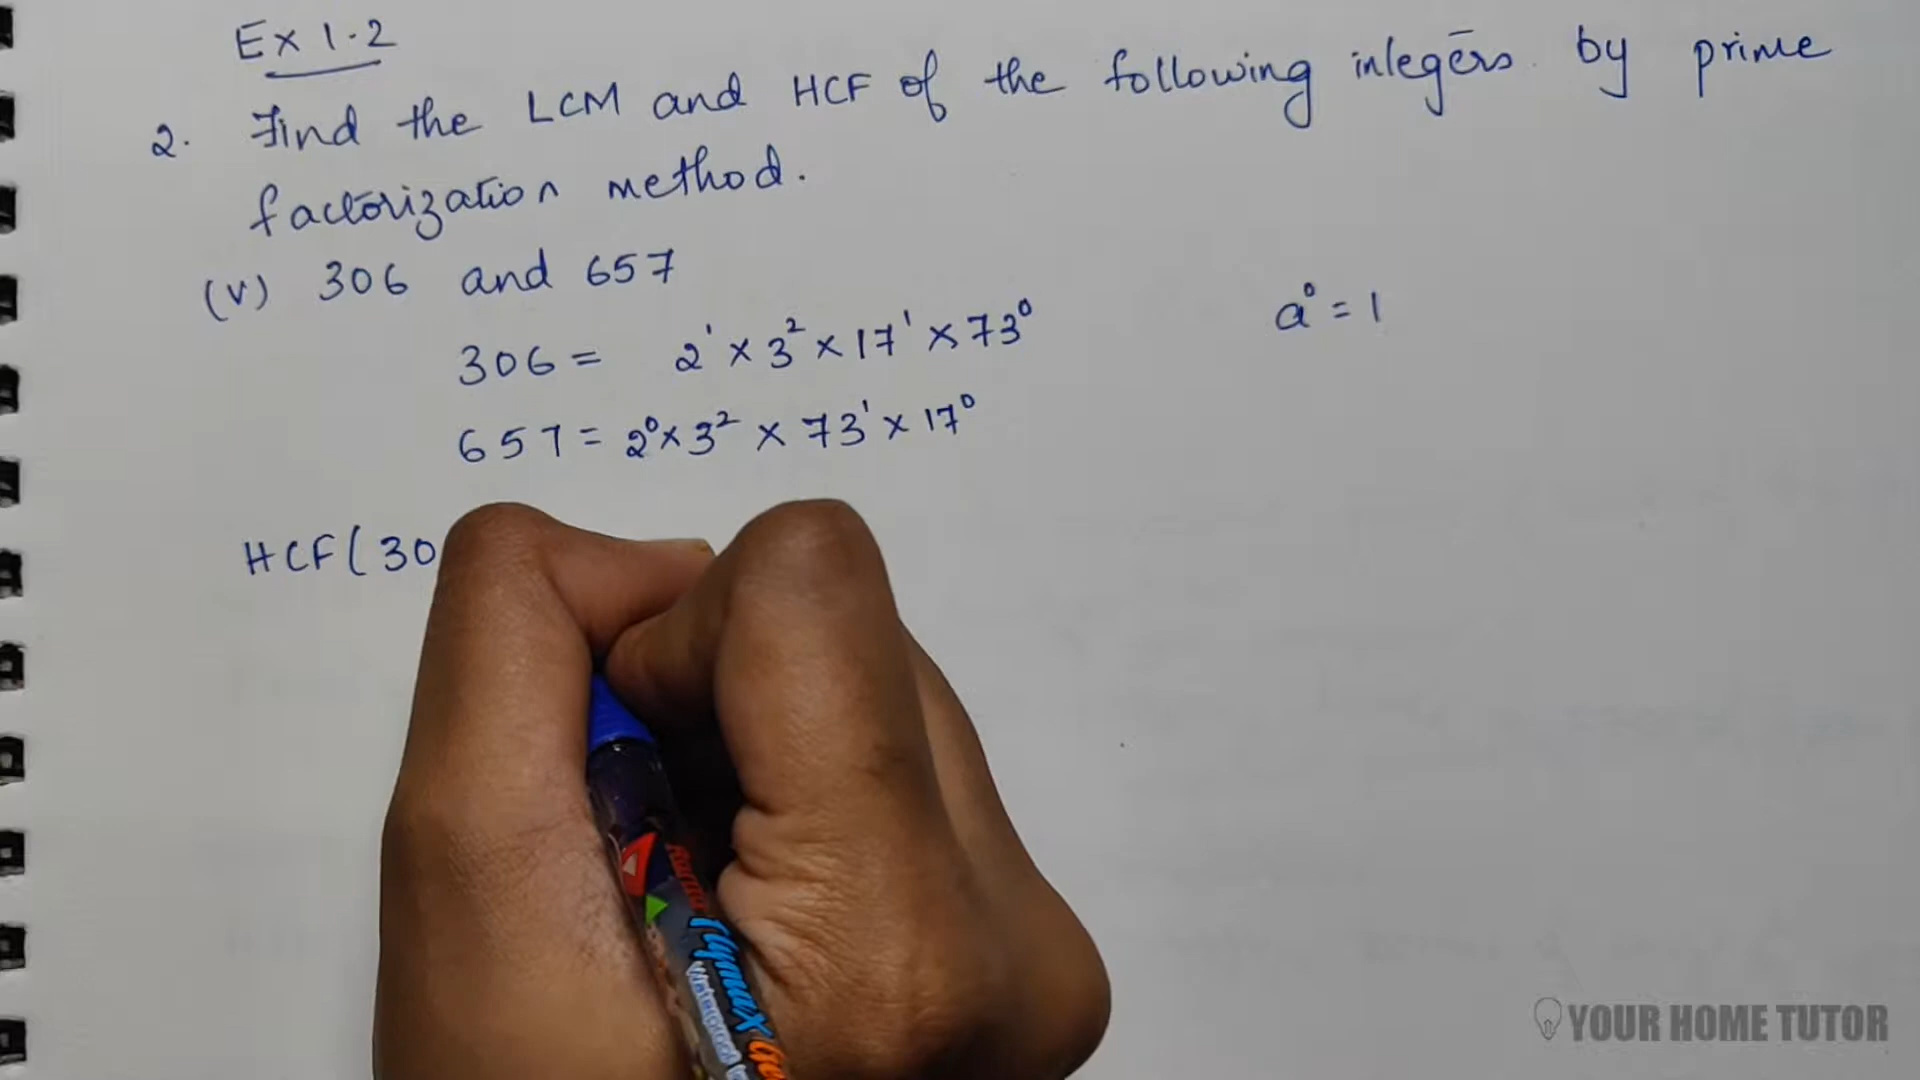 Ex 1.2
2. Find the LCM and HCF of the following integers by prime
factorization method.
(v) 306 and 657
306 = 2¹ × 3² × 17¹ × 73⁰
a⁰ = 1
657 = 2⁰ × 3² × 73¹ × 17⁰
HCF(30
Waterproof
YOUR HOME TUTOR